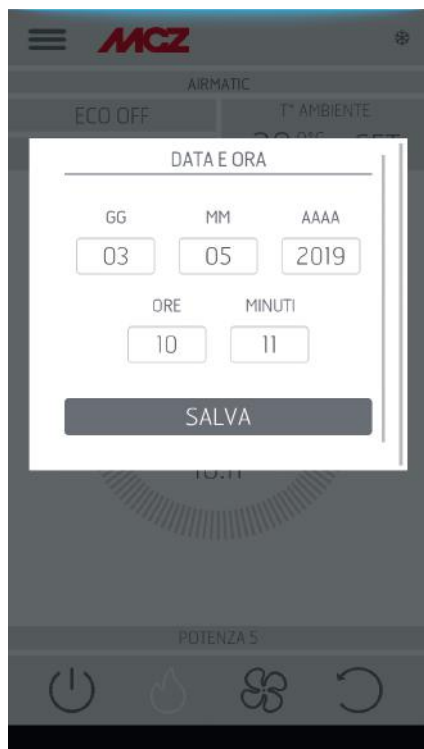 MCZ
AIRMATIC
ECO OFF
T° AMBIENTE
DATA E ORA
GG MM AAAA
03 05 2019
ORE MINUTI
10 11
SALVA
POTENZA 5